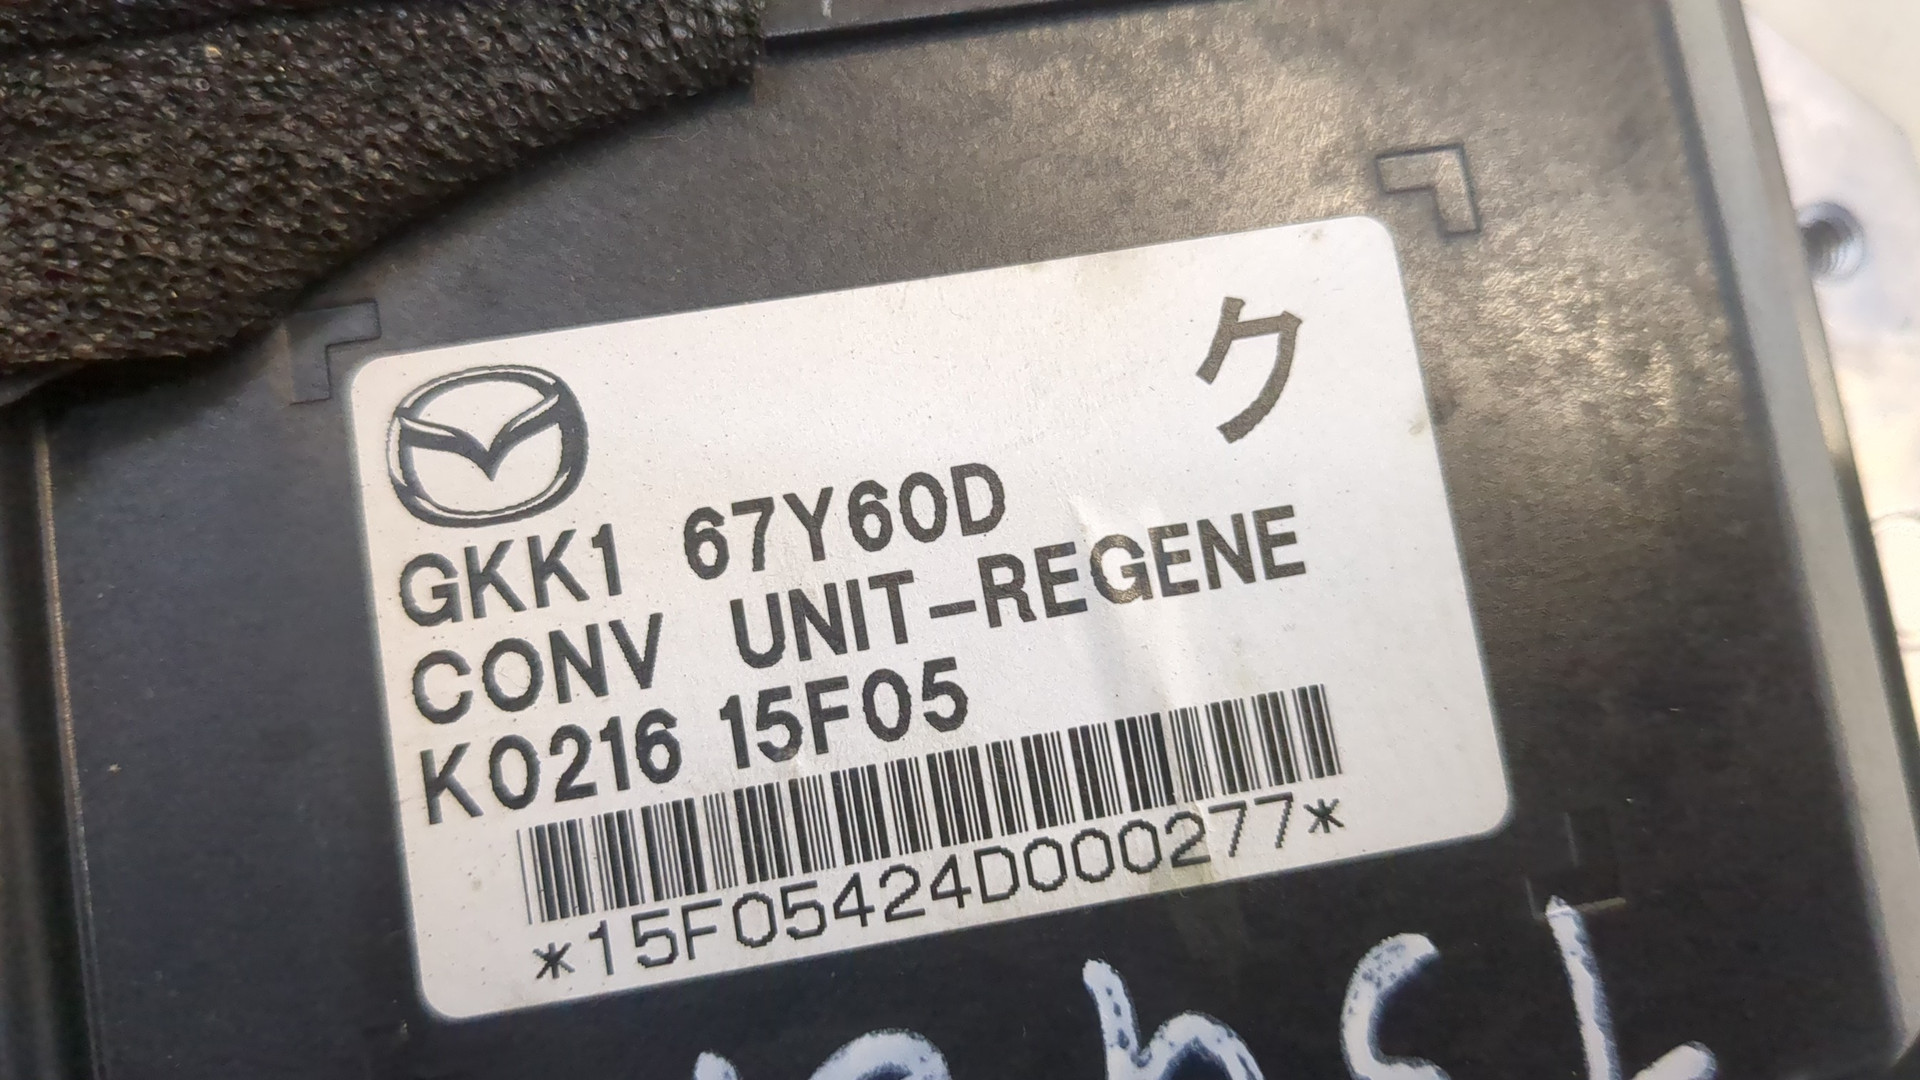 ク
GKK1 67Y60D
CONV UNIT-REGENE
K0216 15F05
*15F05424D000277*